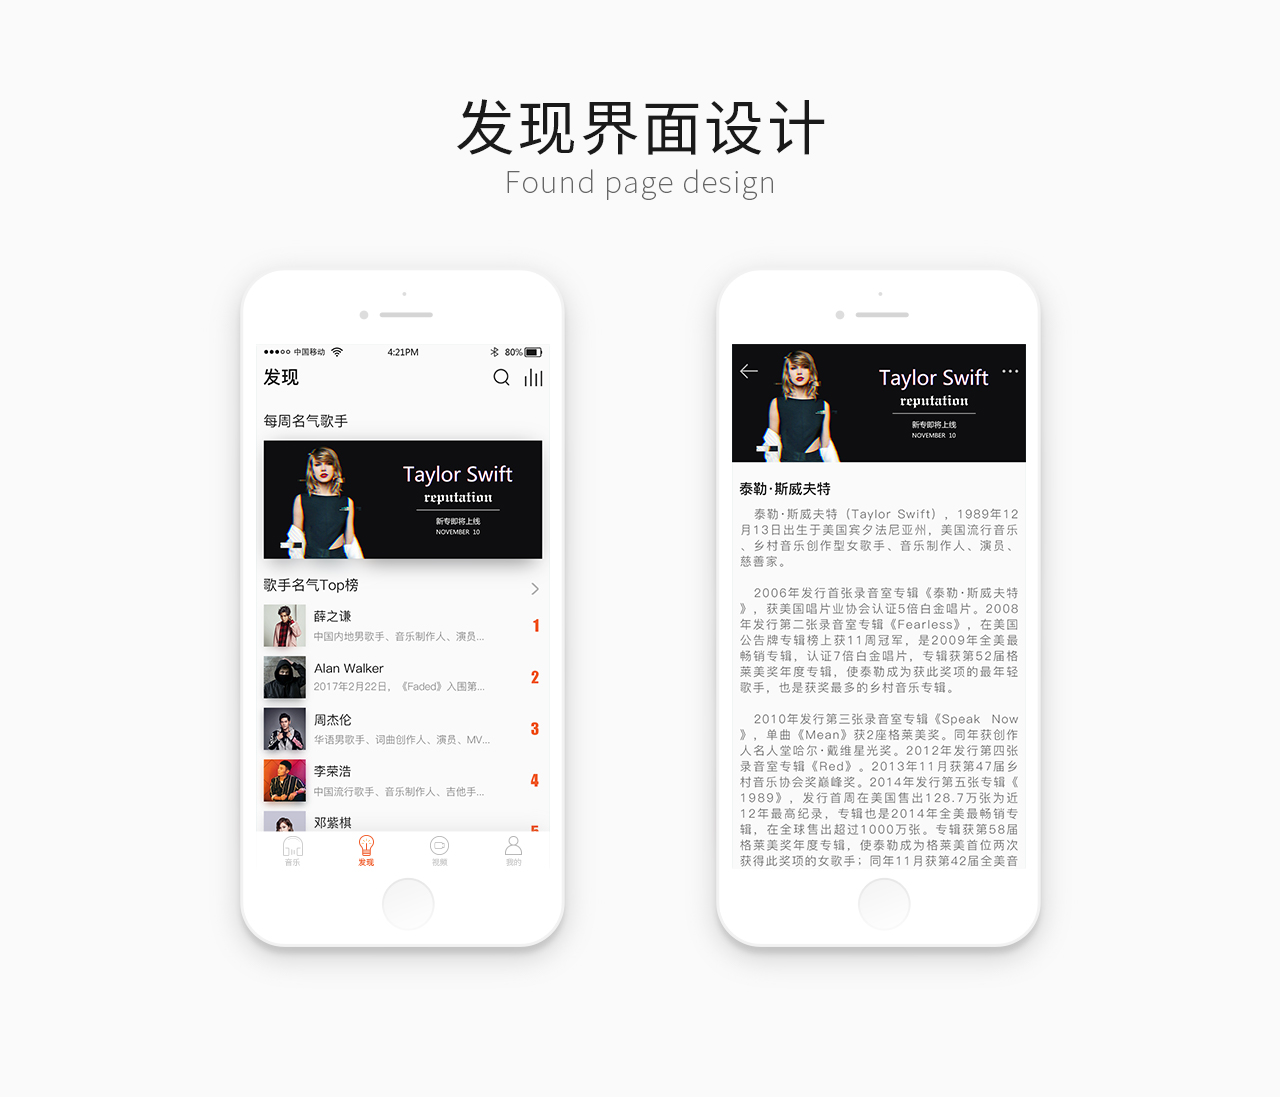 发现界面设计
Found page design
中国移动
4:21PM
80%
发现
每周名气歌手
Taylor Swift
reputation
新专即将上线
NOVEMBER 10
歌手名气Top榜
薛之谦
中国内地男歌手、音乐制作人、演员...
1
Alan Walker
2017年2月22日，《Faded》入围第...
2
周杰伦
华语男歌手、词曲创作人、演员、MV...
3
李荣浩
中国流行歌手、音乐制作人、吉他手...
4
邓紫棋
5
音乐
发现
视频
我的
Taylor Swift
reputation
新专即将上线
NOVEMBER 10
泰勒·斯威夫特
泰勒·斯威夫特（Taylor Swift），1989年12
月13日出生于美国宾夕法尼亚州，美国流行音乐
、乡村音乐创作型女歌手、音乐制作人、演员、
慈善家。
2006年发行首张录音室专辑《泰勒·斯威夫特
》，获美国唱片业协会认证5倍白金唱片。2008
年发行第二张录音室专辑《Fearless》，在美国
公告牌专辑榜上获11周冠军，是2009年全美最
畅销专辑，认证7倍白金唱片，专辑获第52届格
莱美奖年度专辑，使泰勒成为获此奖项的最年轻
歌手，也是获奖最多的乡村音乐专辑。
2010年发行第三张录音室专辑《Speak Now
》，单曲《Mean》获2座格莱美奖。同年获创作
人名人堂哈尔·戴维星光奖。2012年发行第四张
录音室专辑《Red》。2013年11月获第47届乡
村音乐协会奖巅峰奖。2014年发行第五张专辑《
1989》，发行首周在美国售出128.7万张为近
12年最高纪录，专辑也是2014年全美最畅销专
辑，在全球售出超过1000万张。专辑获第58届
格莱美奖年度专辑，使泰勒成为格莱美首位两次
获得此奖项的女歌手；同年11月获第42届全美音